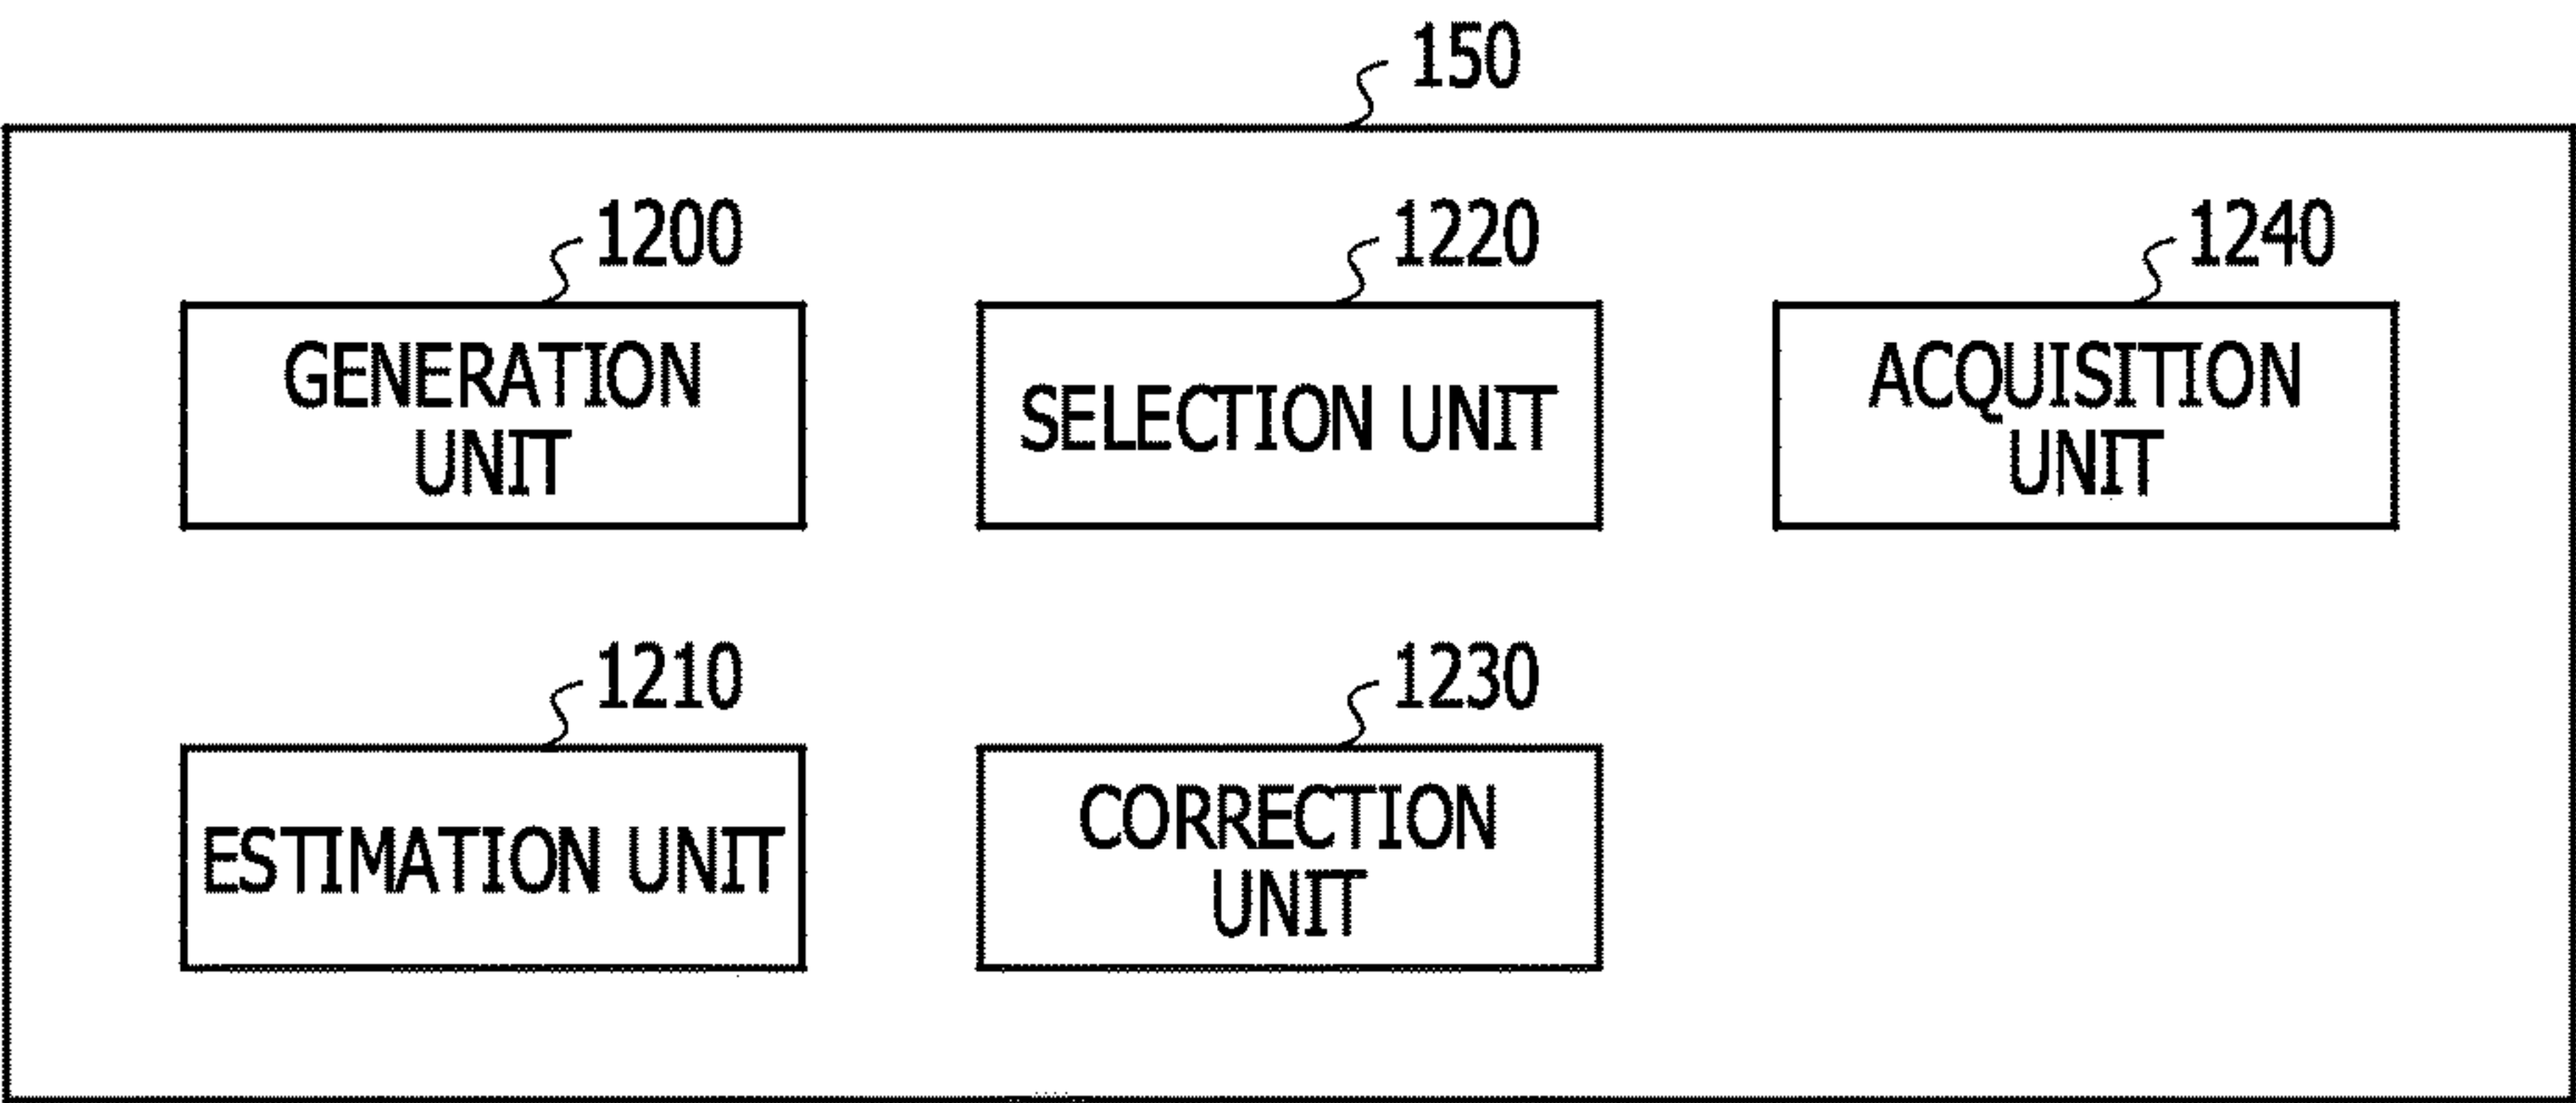 150
1200
GENERATION
UNIT
1220
SELECTION UNIT
1240
ACQUISITION
UNIT
1210
ESTIMATION UNIT
1230
CORRECTION
UNIT